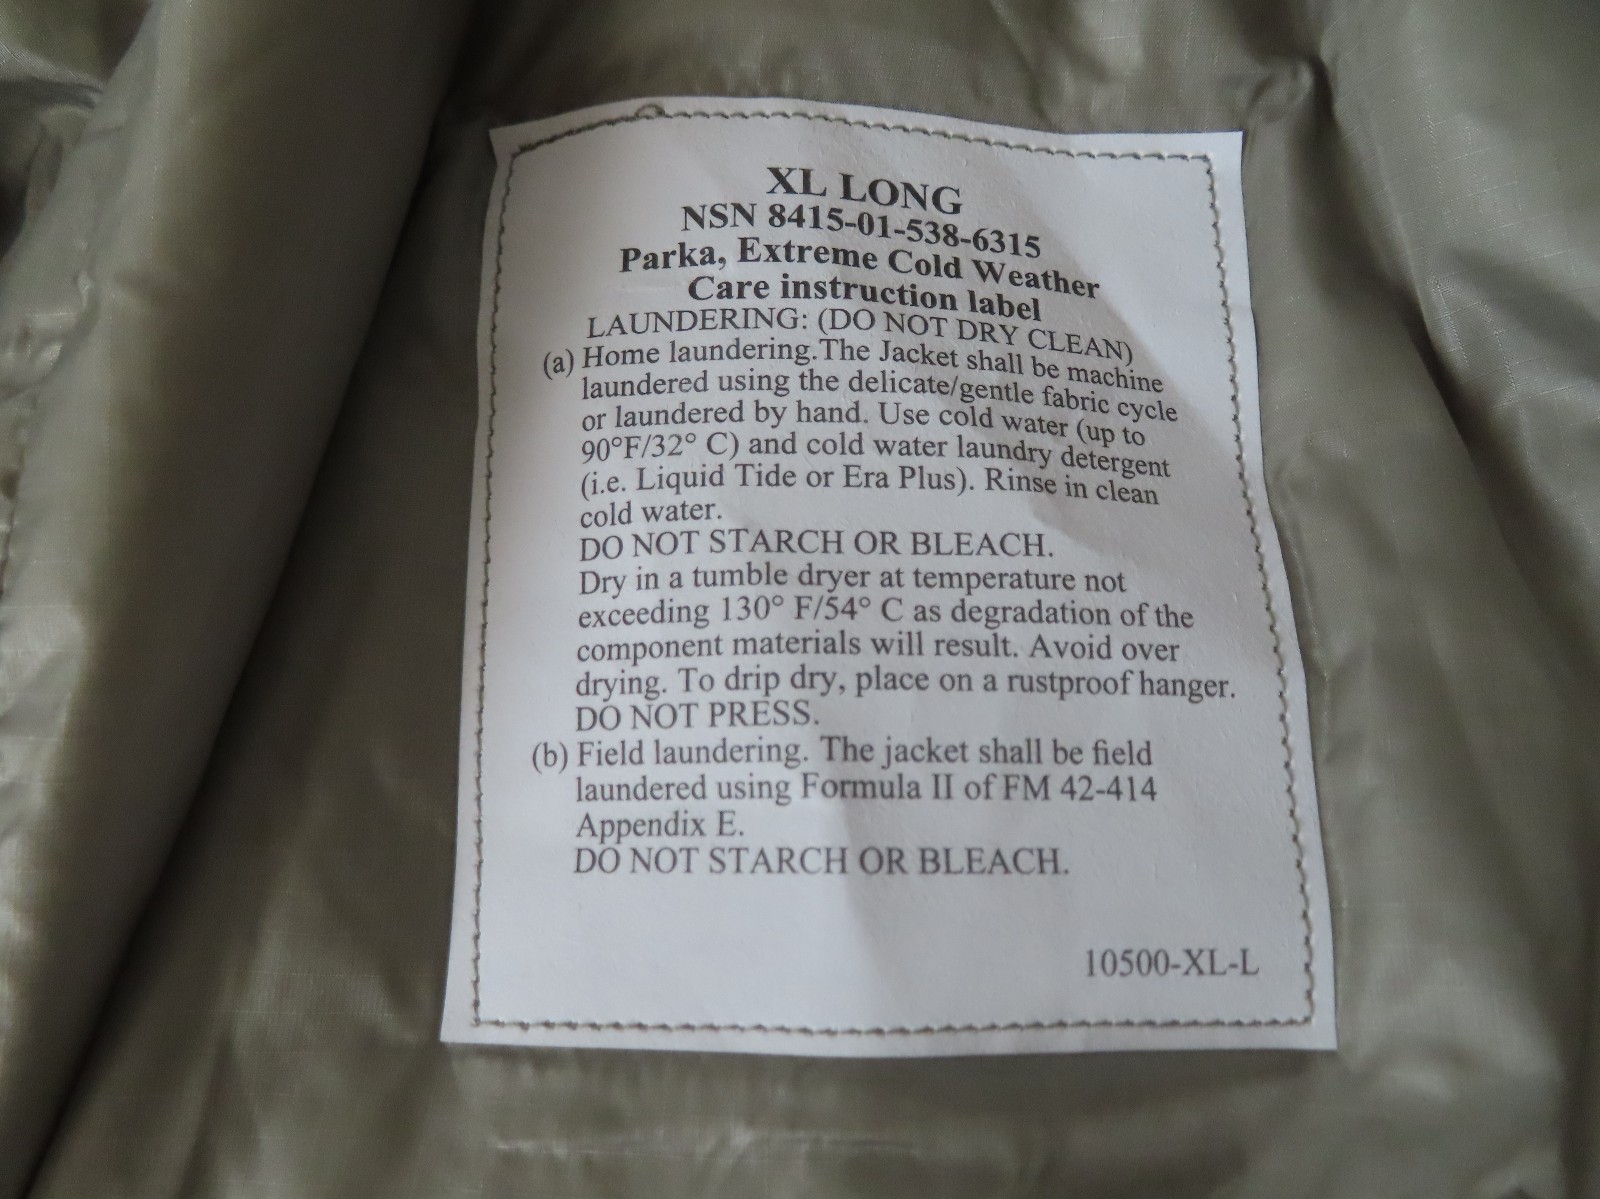 XL LONG
NSN 8415-01-538-6315
Parka, Extreme Cold Weather
Care instruction label
LAUNDERING: (DO NOT DRY CLEAN)
(a) Home laundering.The Jacket shall be machine
laundered using the delicate/gentle fabric cycle
or laundered by hand. Use cold water (up to
90°F/32° C) and cold water laundry detergent
(i.e. Liquid Tide or Era Plus). Rinse in clean
cold water.
DO NOT STARCH OR BLEACH.
Dry in a tumble dryer at temperature not
exceeding 130° F/54° C as degradation of the
component materials will result. Avoid over
drying. To drip dry, place on a rustproof hanger.
DO NOT PRESS.
(b) Field laundering. The jacket shall be field
laundered using Formula II of FM 42-414
Appendix E.
DO NOT STARCH OR BLEACH.
10500-XL-L